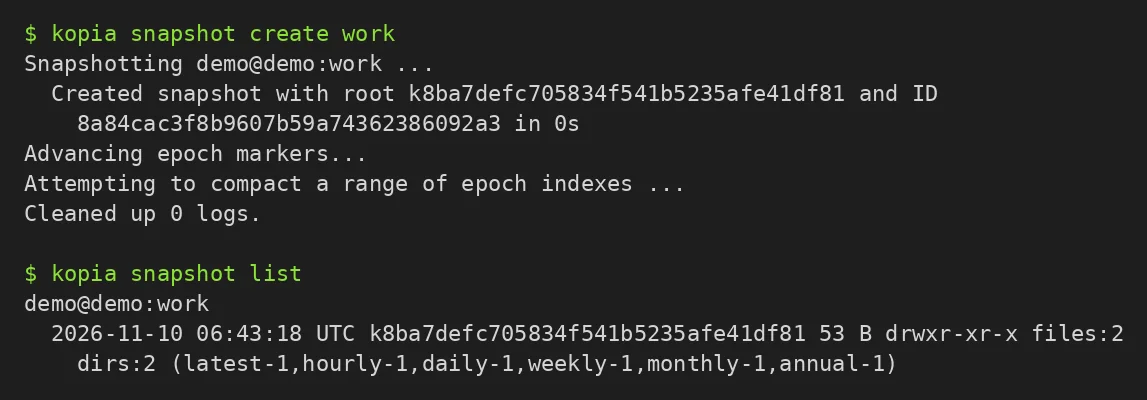 $ kopia snapshot create work
Snapshotting demo@demo:work ...
Created snapshot with root k8ba7defc705834f541b5235afe41df81 and ID
8a84cac3f8b9607b59a74362386092a3 in 0s
Advancing epoch markers...
Attempting to compact a range of epoch indexes ...
Cleaned up 0 logs.
$ kopia snapshot list
demo@demo:work
2026-11-10 06:43:18 UTC k8ba7defc705834f541b5235afe41df81 53 B drwxr-xr-x files:2
dirs:2 (latest-1,hourly-1,daily-1,weekly-1,monthly-1,annual-1)